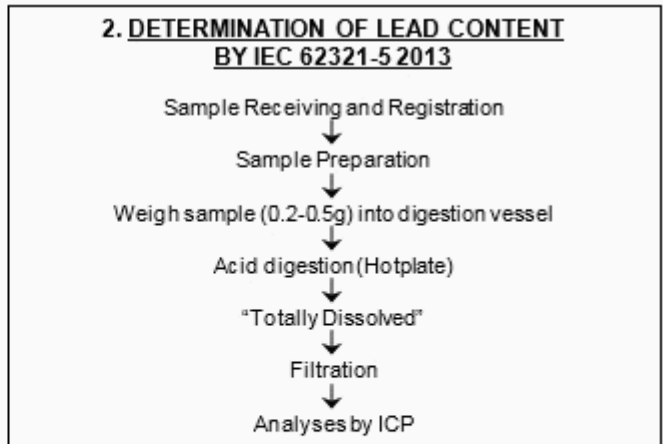 2. DETERMINATION OF LEAD CONTENT
BY IEC 62321-5 2013
Sample Receiving and Registration
Sample Preparation
Weigh sample (0.2-0.5g) into digestion vessel
Acid digestion (Hotplate)
“Totally Dissolved”
Filtration
Analyses by ICP